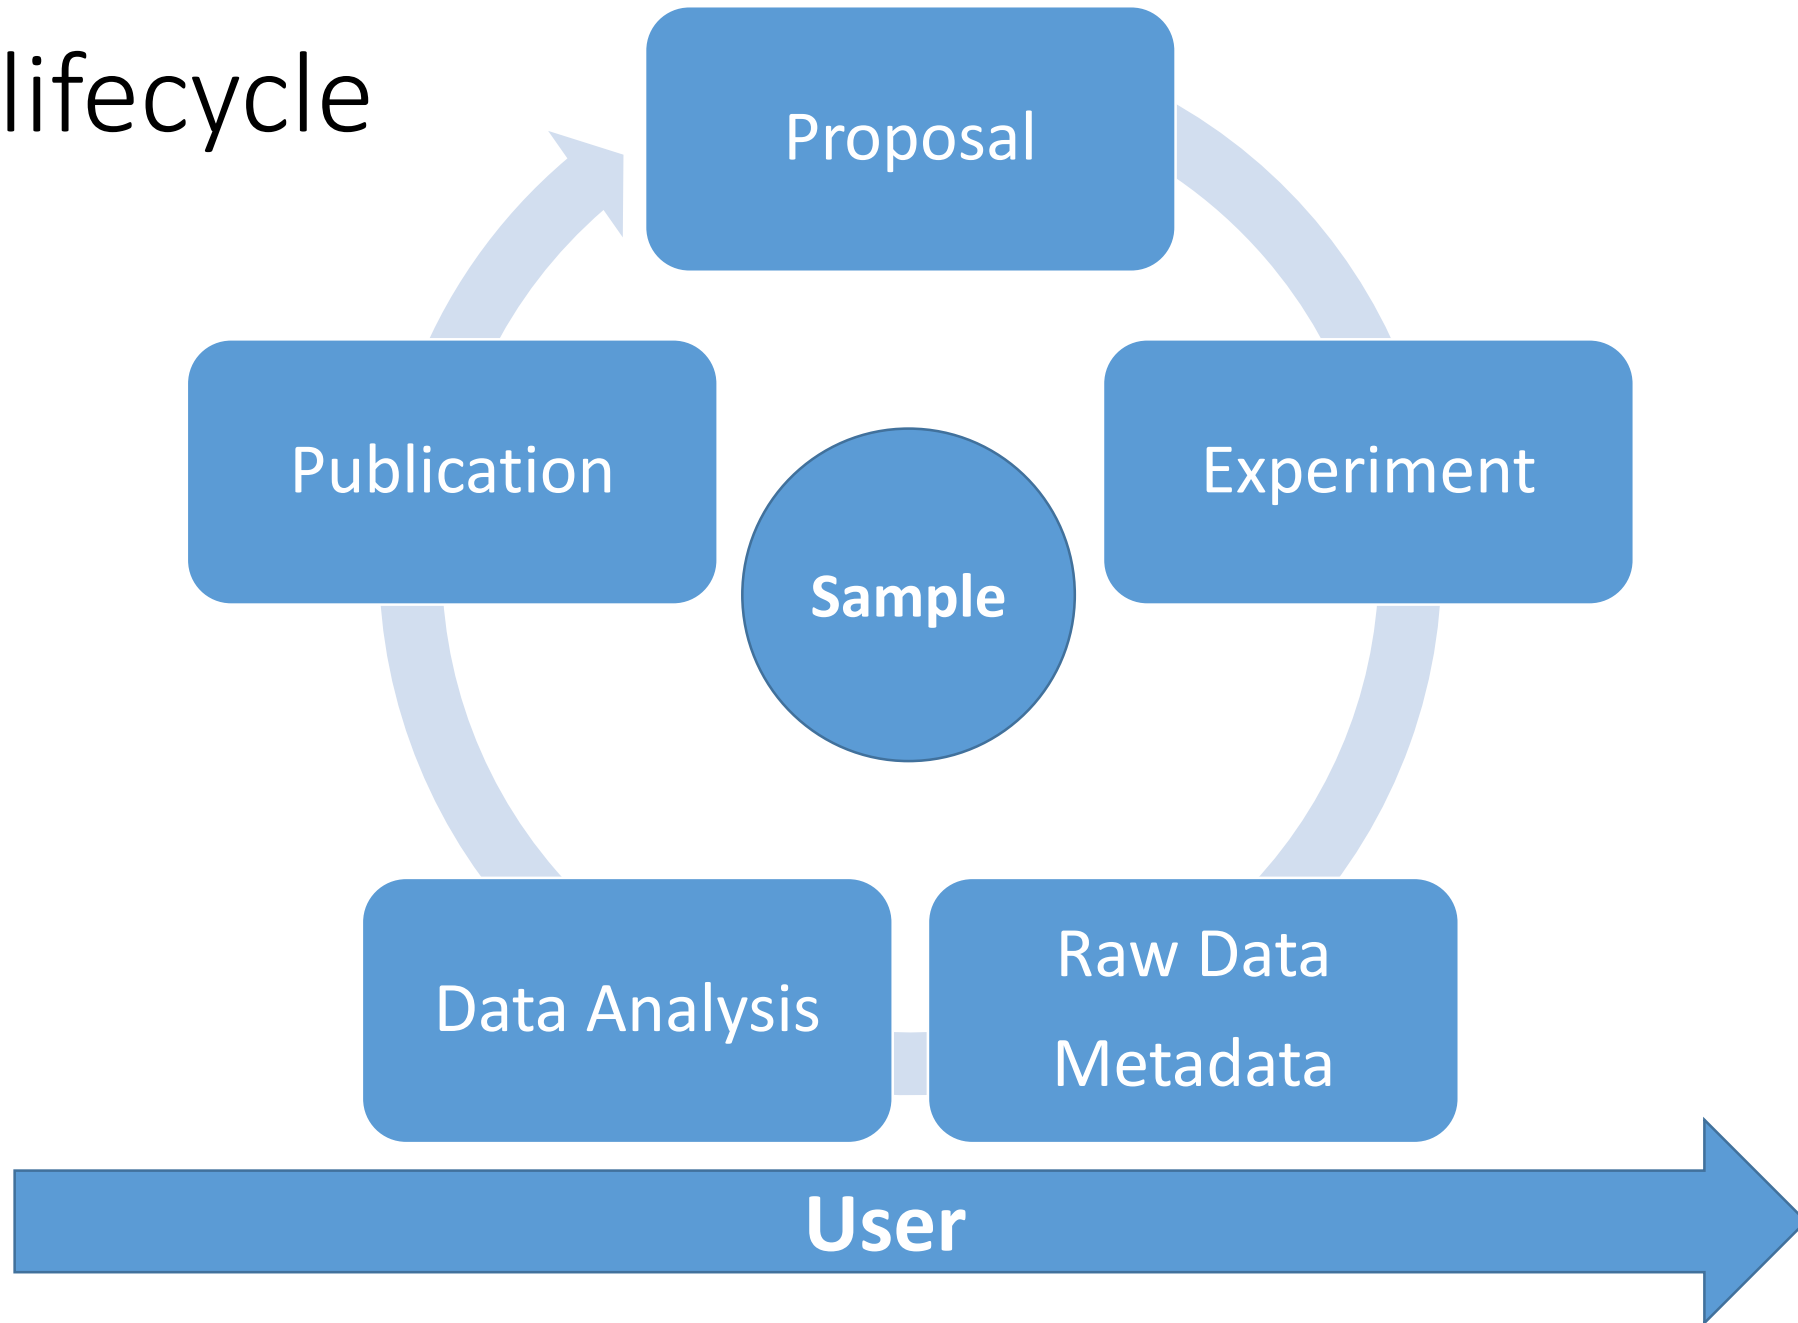 lifecycle
Proposal
Experiment
Raw Data
Metadata
Data Analysis
Publication
Sample
User